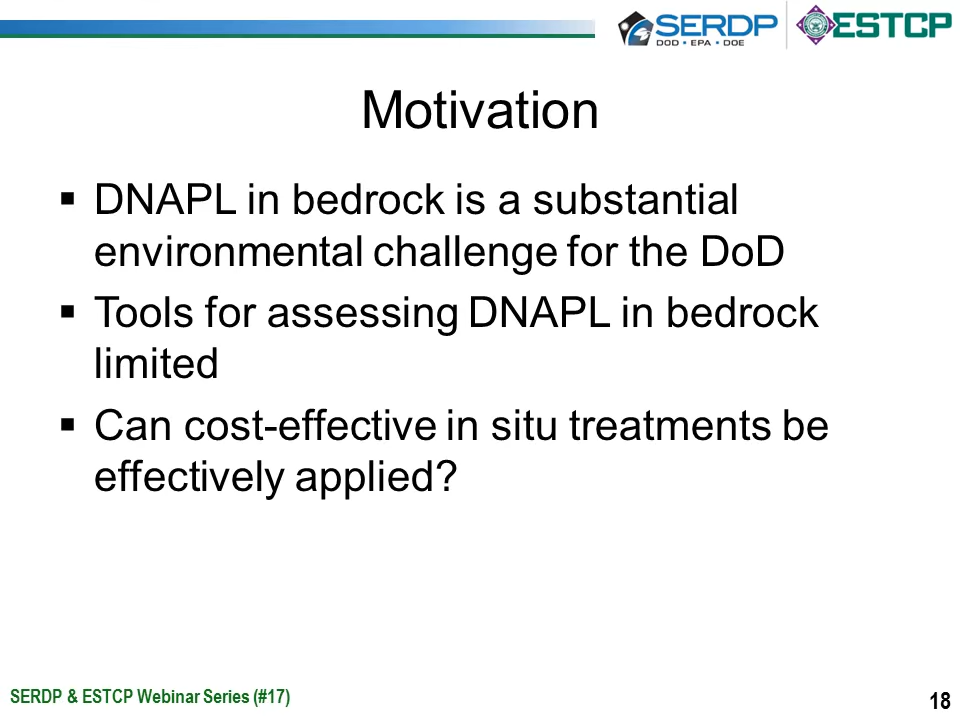 SERDP
DOD • EPA • DOE
ESTCP
Motivation
▪ DNAPL in bedrock is a substantial
environmental challenge for the DoD
▪ Tools for assessing DNAPL in bedrock
limited
▪ Can cost-effective in situ treatments be
effectively applied?
SERDP & ESTCP Webinar Series (#17)
18